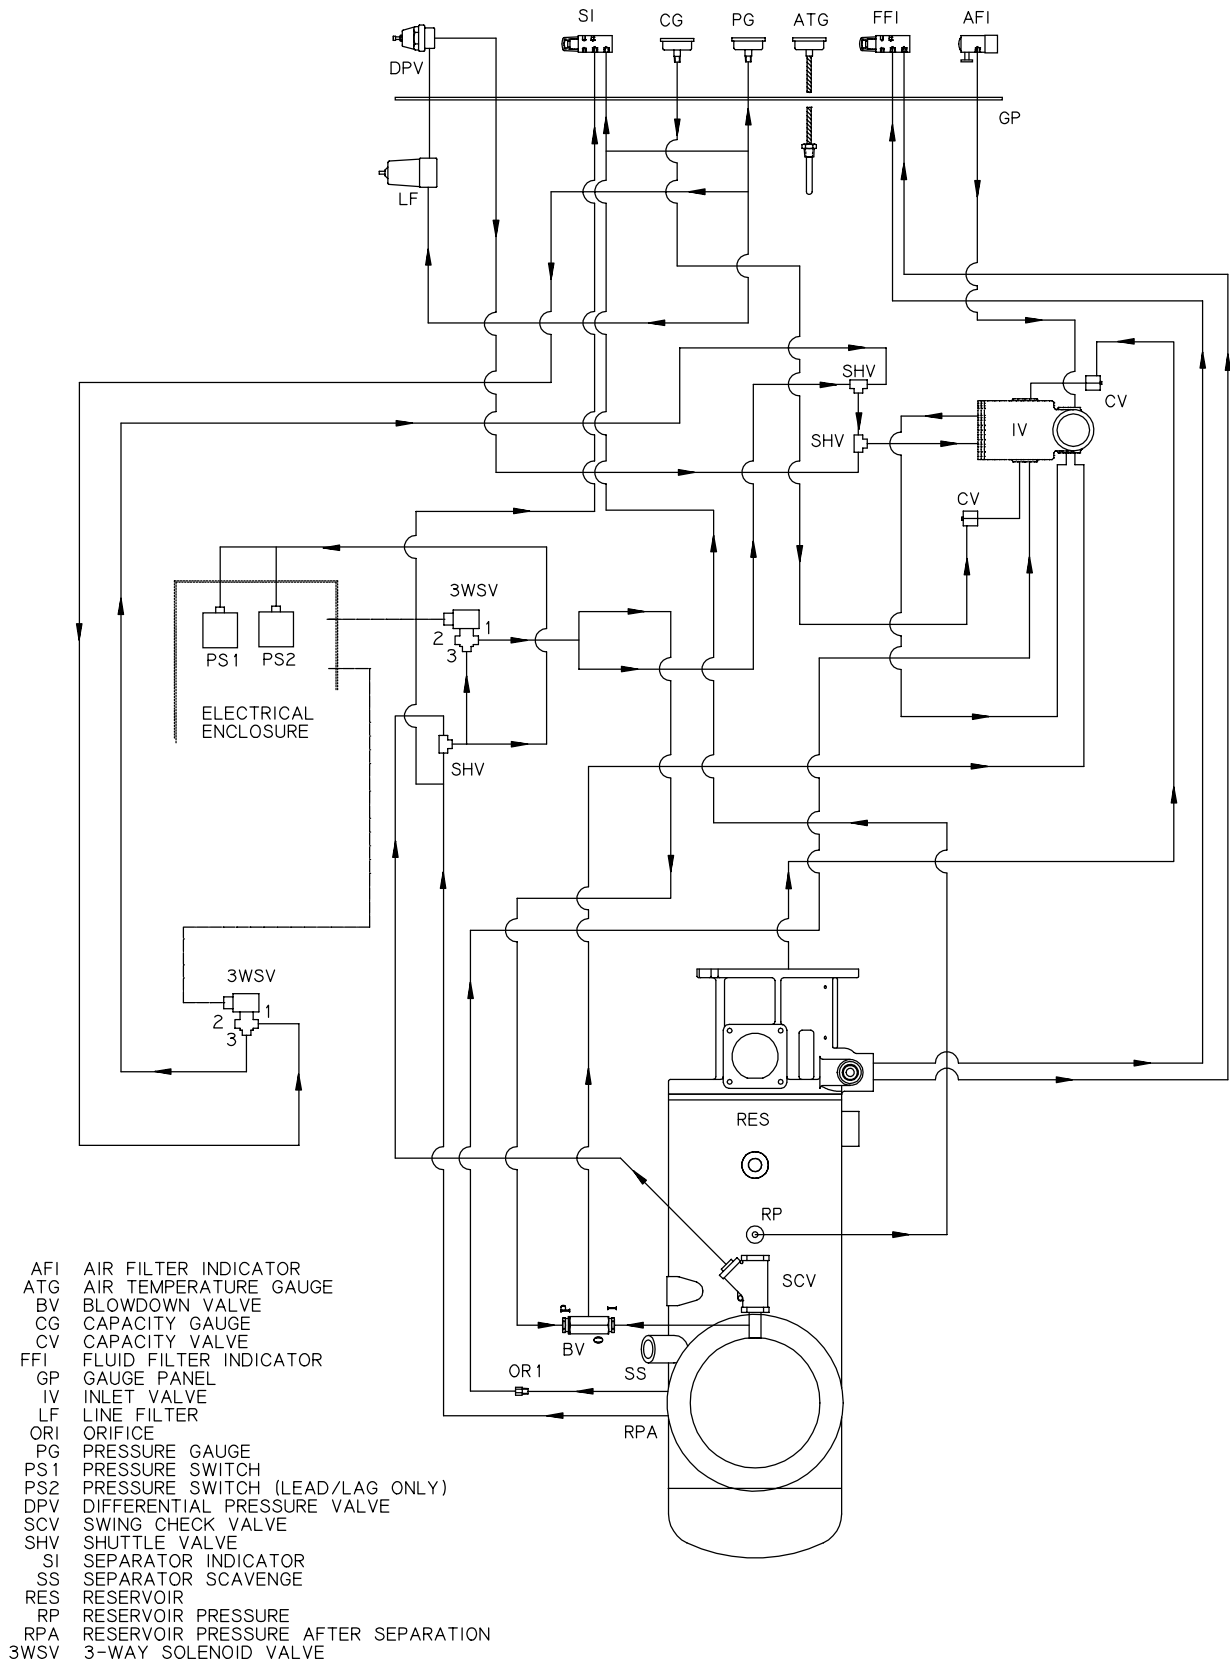 SI CG PG ATG FFI AFI
DPV
GP
LF
SHV
CV
SHV
IV
CV
3WSV
1
2
3
PS1 PS2
ELECTRICAL
ENCLOSURE
SHV
3WSV
1
2
3
RES
RP
SCV
P I
O
BV
SS
OR1
RPA
AFI AIR FILTER INDICATOR
ATG AIR TEMPERATURE GAUGE
BV BLOWDOWN VALVE
CG CAPACITY GAUGE
CV CAPACITY VALVE
FFI FLUID FILTER INDICATOR
GP GAUGE PANEL
IV INLET VALVE
LF LINE FILTER
ORI ORIFICE
PG PRESSURE GAUGE
PS1 PRESSURE SWITCH
PS2 PRESSURE SWITCH (LEAD/LAG ONLY)
DPV DIFFERENTIAL PRESSURE VALVE
SCV SWING CHECK VALVE
SHV SHUTTLE VALVE
SI SEPARATOR INDICATOR
SS SEPARATOR SCAVENGE
RES RESERVOIR
RP RESERVOIR PRESSURE
RPA RESERVOIR PRESSURE AFTER SEPARATION
3WSV 3-WAY SOLENOID VALVE